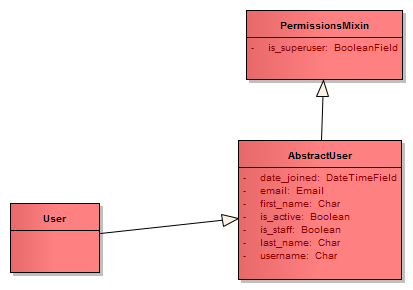 PermissionsMixin
- is_superuser: BooleanField
AbstractUser
- date_joined: DateTimeField
- email: Email
- first_name: Char
- is_active: Boolean
- is_staff: Boolean
- last_name: Char
- username: Char
User